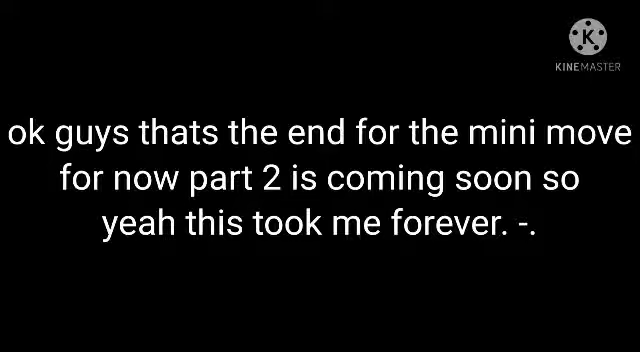 K
KINEMASTER
ok guys thats the end for the mini move
for now part 2 is coming soon so
yeah this took me forever. -.